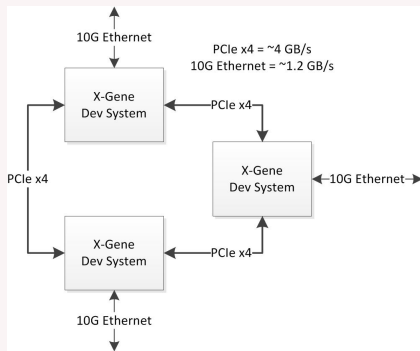 10G Ethernet
PCIe x4 = ~4 GB/s
10G Ethernet = ~1.2 GB/s
X-Gene
Dev System
PCIe x4
X-Gene
Dev System
10G Ethernet
PCIe x4
X-Gene
Dev System
PCIe x4
10G Ethernet